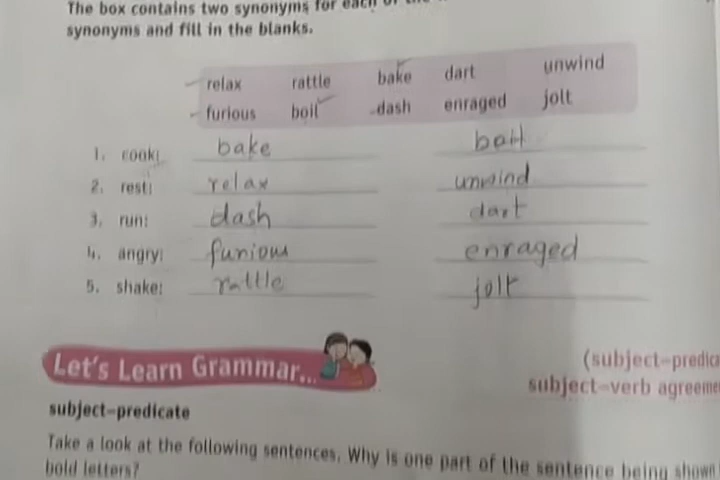 The box contains two synonyms for each of the
synonyms and fill in the blanks.
relax rattle bake dart unwind
furious boil dash enraged jolt
1. cook: bake boil
2. rest: relax unwind
3. run: dash dart
4. angry: furious enraged
5. shake: rattle jolt
Let's Learn Grammar...
(subject-predica
subject-verb agreeme
subject-predicate
Take a look at the following sentences. Why is one part of the sentence being shown
bold letters?